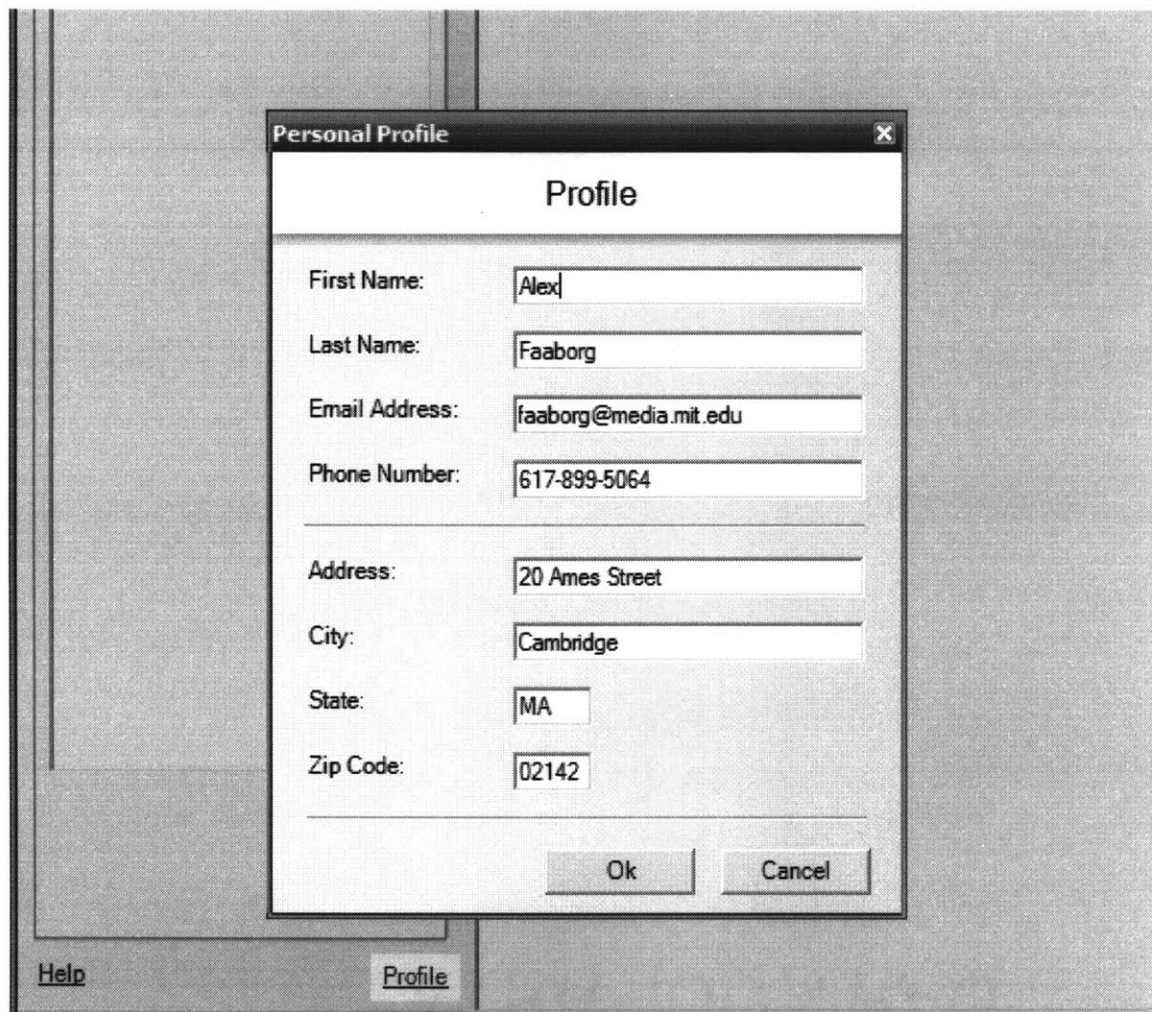 Personal Profile
Profile
First Name: Alex
Last Name: Faaborg
Email Address: faaborg@media.mit.edu
Phone Number: 617-899-5064
Address: 20 Ames Street
City: Cambridge
State: MA
Zip Code: 02142
Ok Cancel
Help Profile